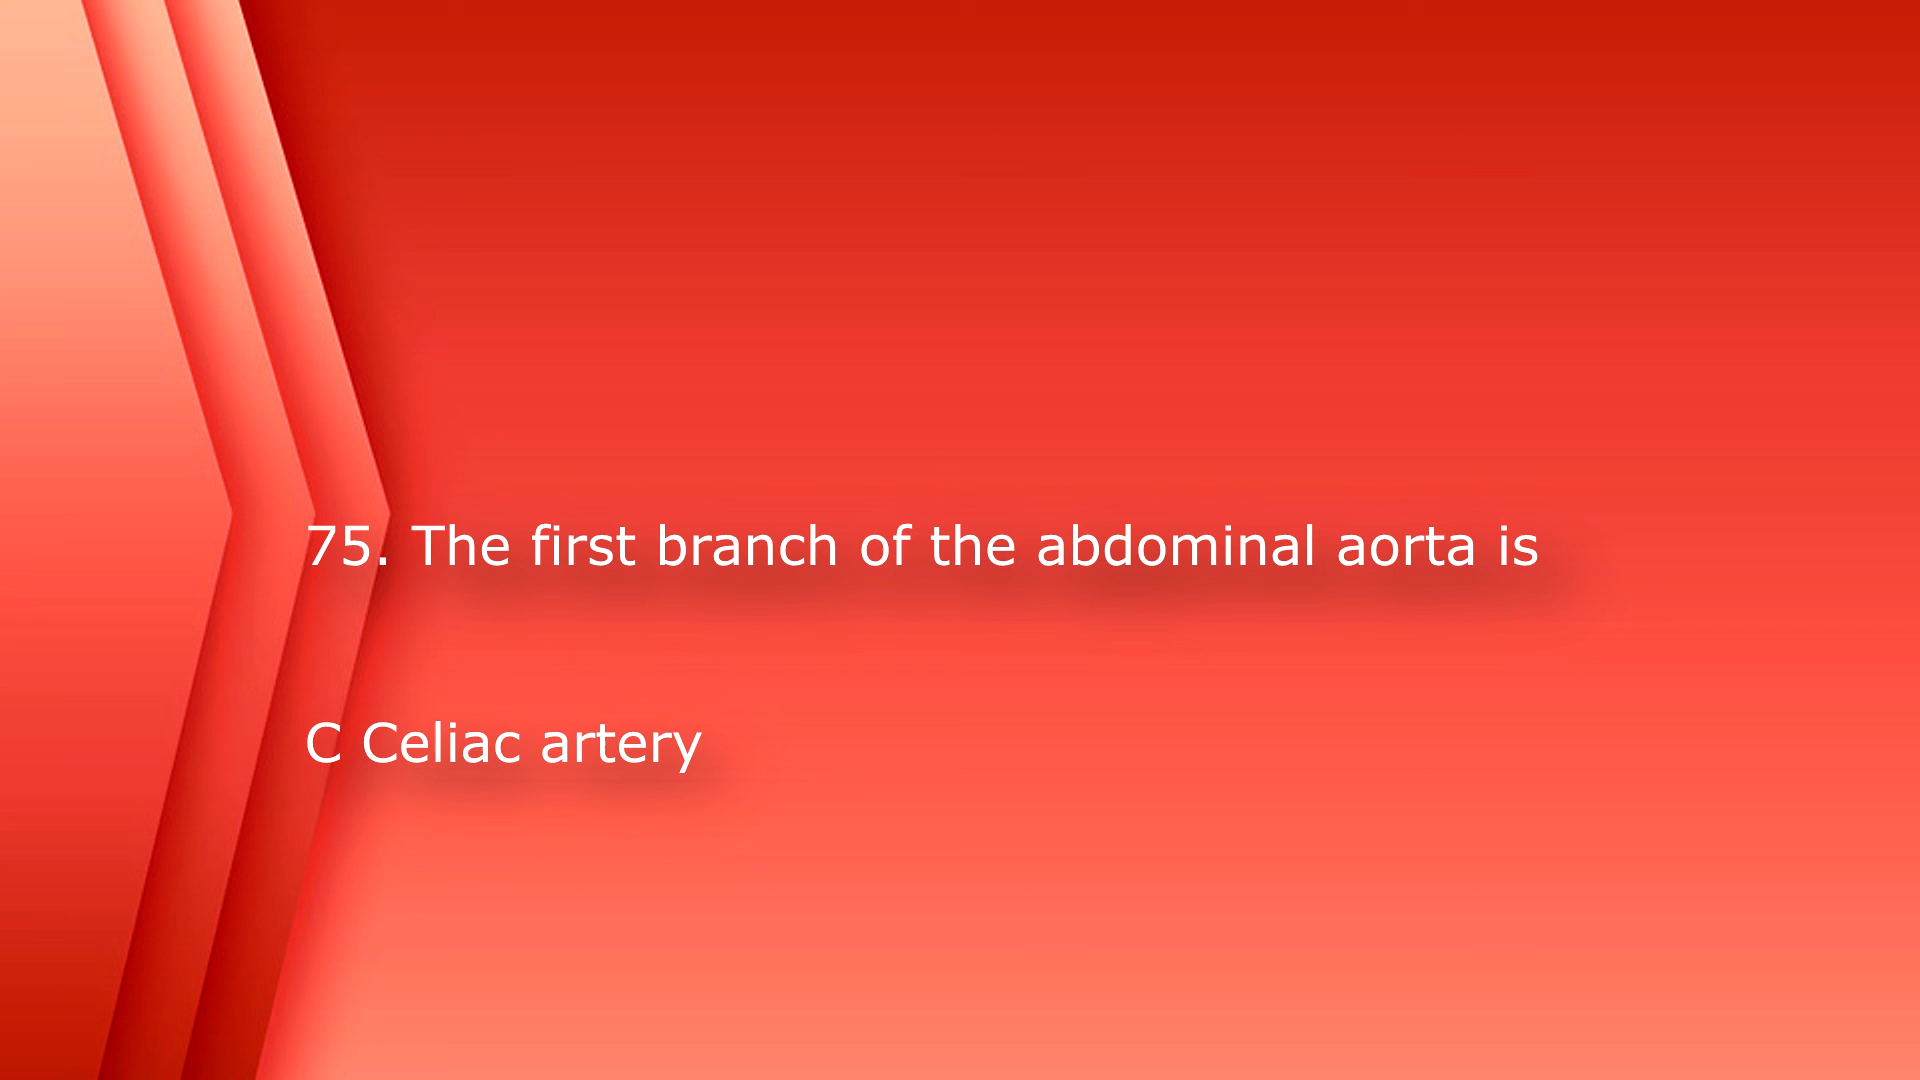 75. The first branch of the abdominal aorta is
C Celiac artery